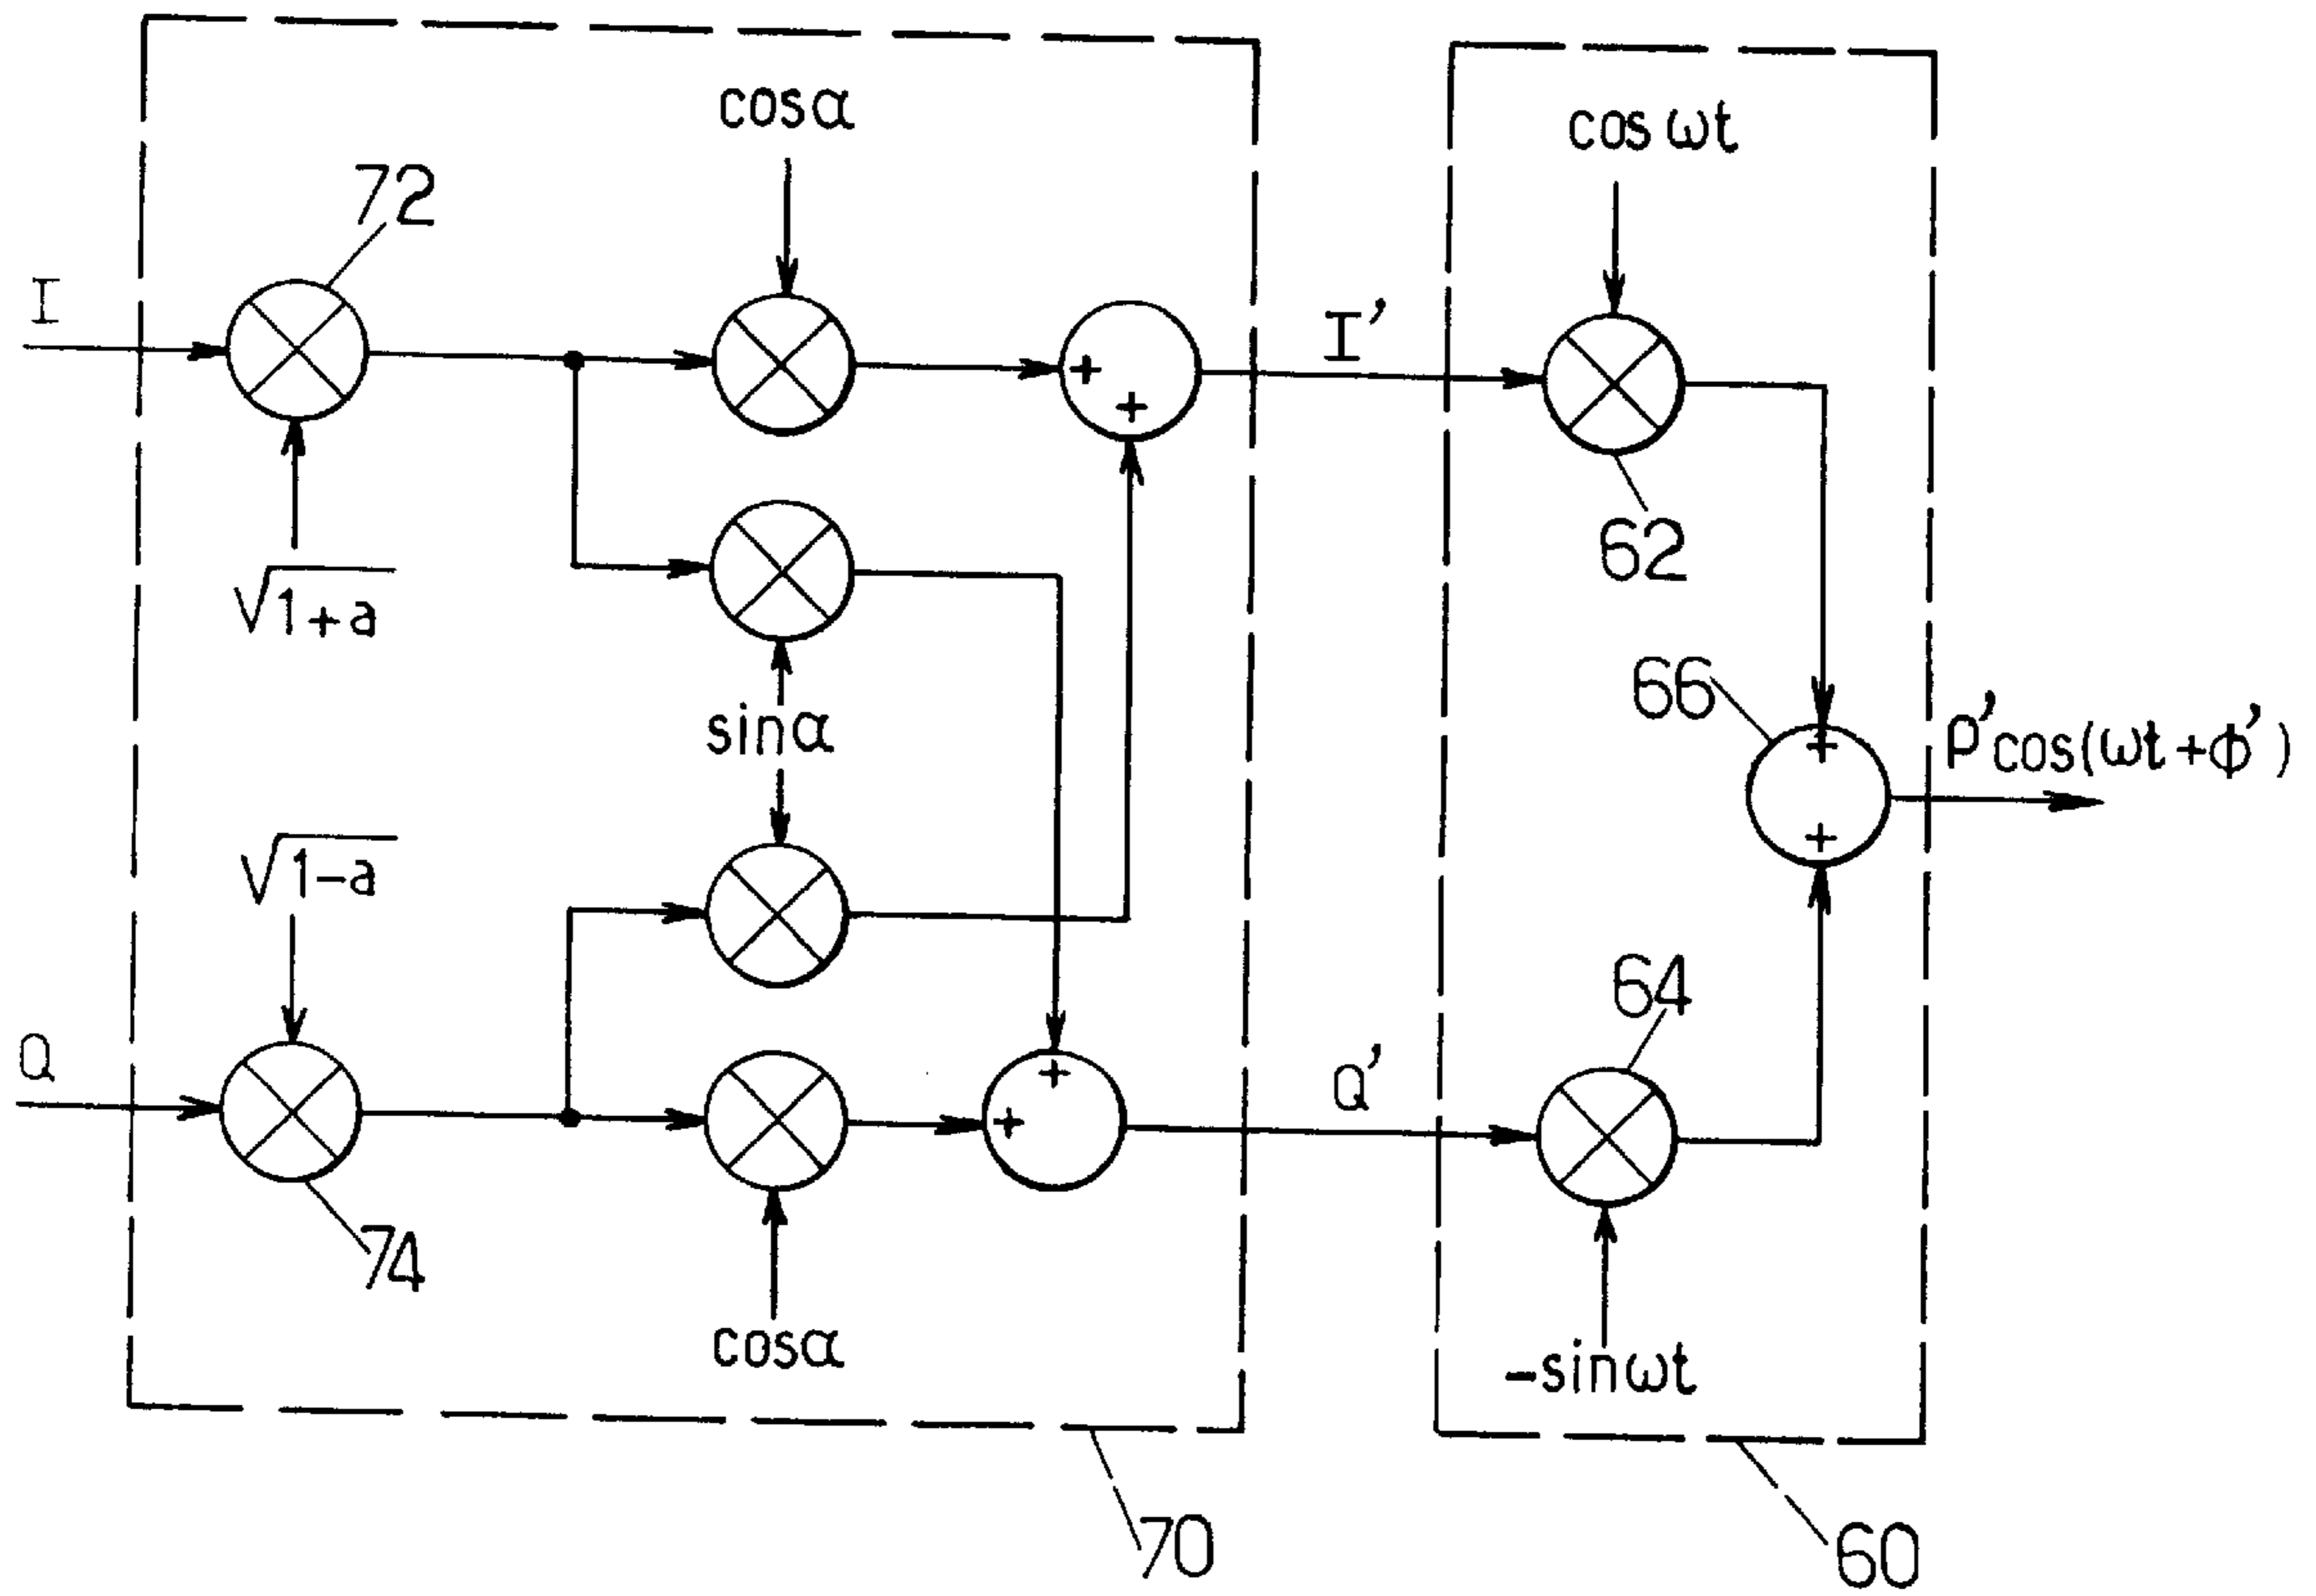 cosα
cos ωt
72
I
I'
√1+a
62
66
sinα
ρ'cos(ωt+ϕ')
√1-a
64
Q
Q'
74
cosα
-sinωt
70
60